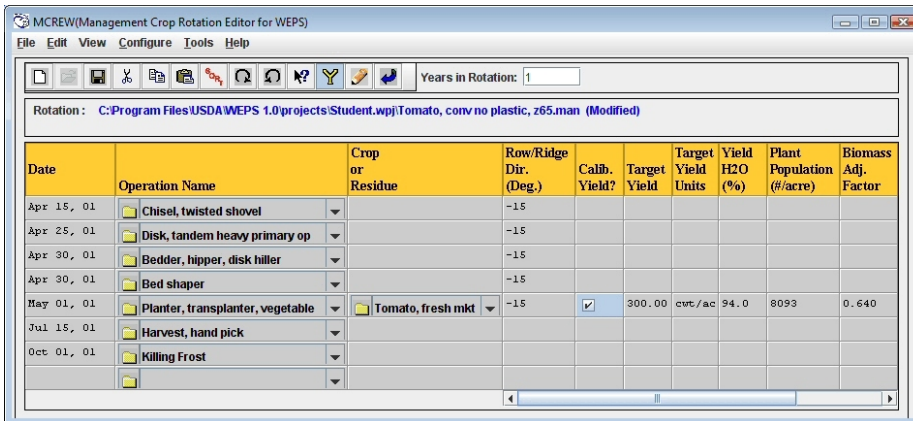 MCREW(Management Crop Rotation Editor for WEPS)
File Edit View Configure Tools Help
Years in Rotation: 1
Rotation : C:\Program Files\USDA\WEPS 1.0\projects\Student.wpj\Tomato, conv no plastic, z65.man (Modified)
Date Operation Name Crop or Residue Row/Ridge Dir. (Deg.) Calib. Yield? Target Yield Target Yield Units Yield H2O (%) Plant Population (#/acre) Biomass Adj. Factor
Apr 15, 01 Chisel, twisted shovel -15
Apr 25, 01 Disk, tandem heavy primary op -15
Apr 30, 01 Bedder, hipper, disk hiller -15
Apr 30, 01 Bed shaper -15
May 01, 01 Planter, transplanter, vegetable Tomato, fresh mkt -15 300.00 cwt/ac 94.0 8093 0.640
Jul 15, 01 Harvest, hand pick
Oct 01, 01 Killing Frost